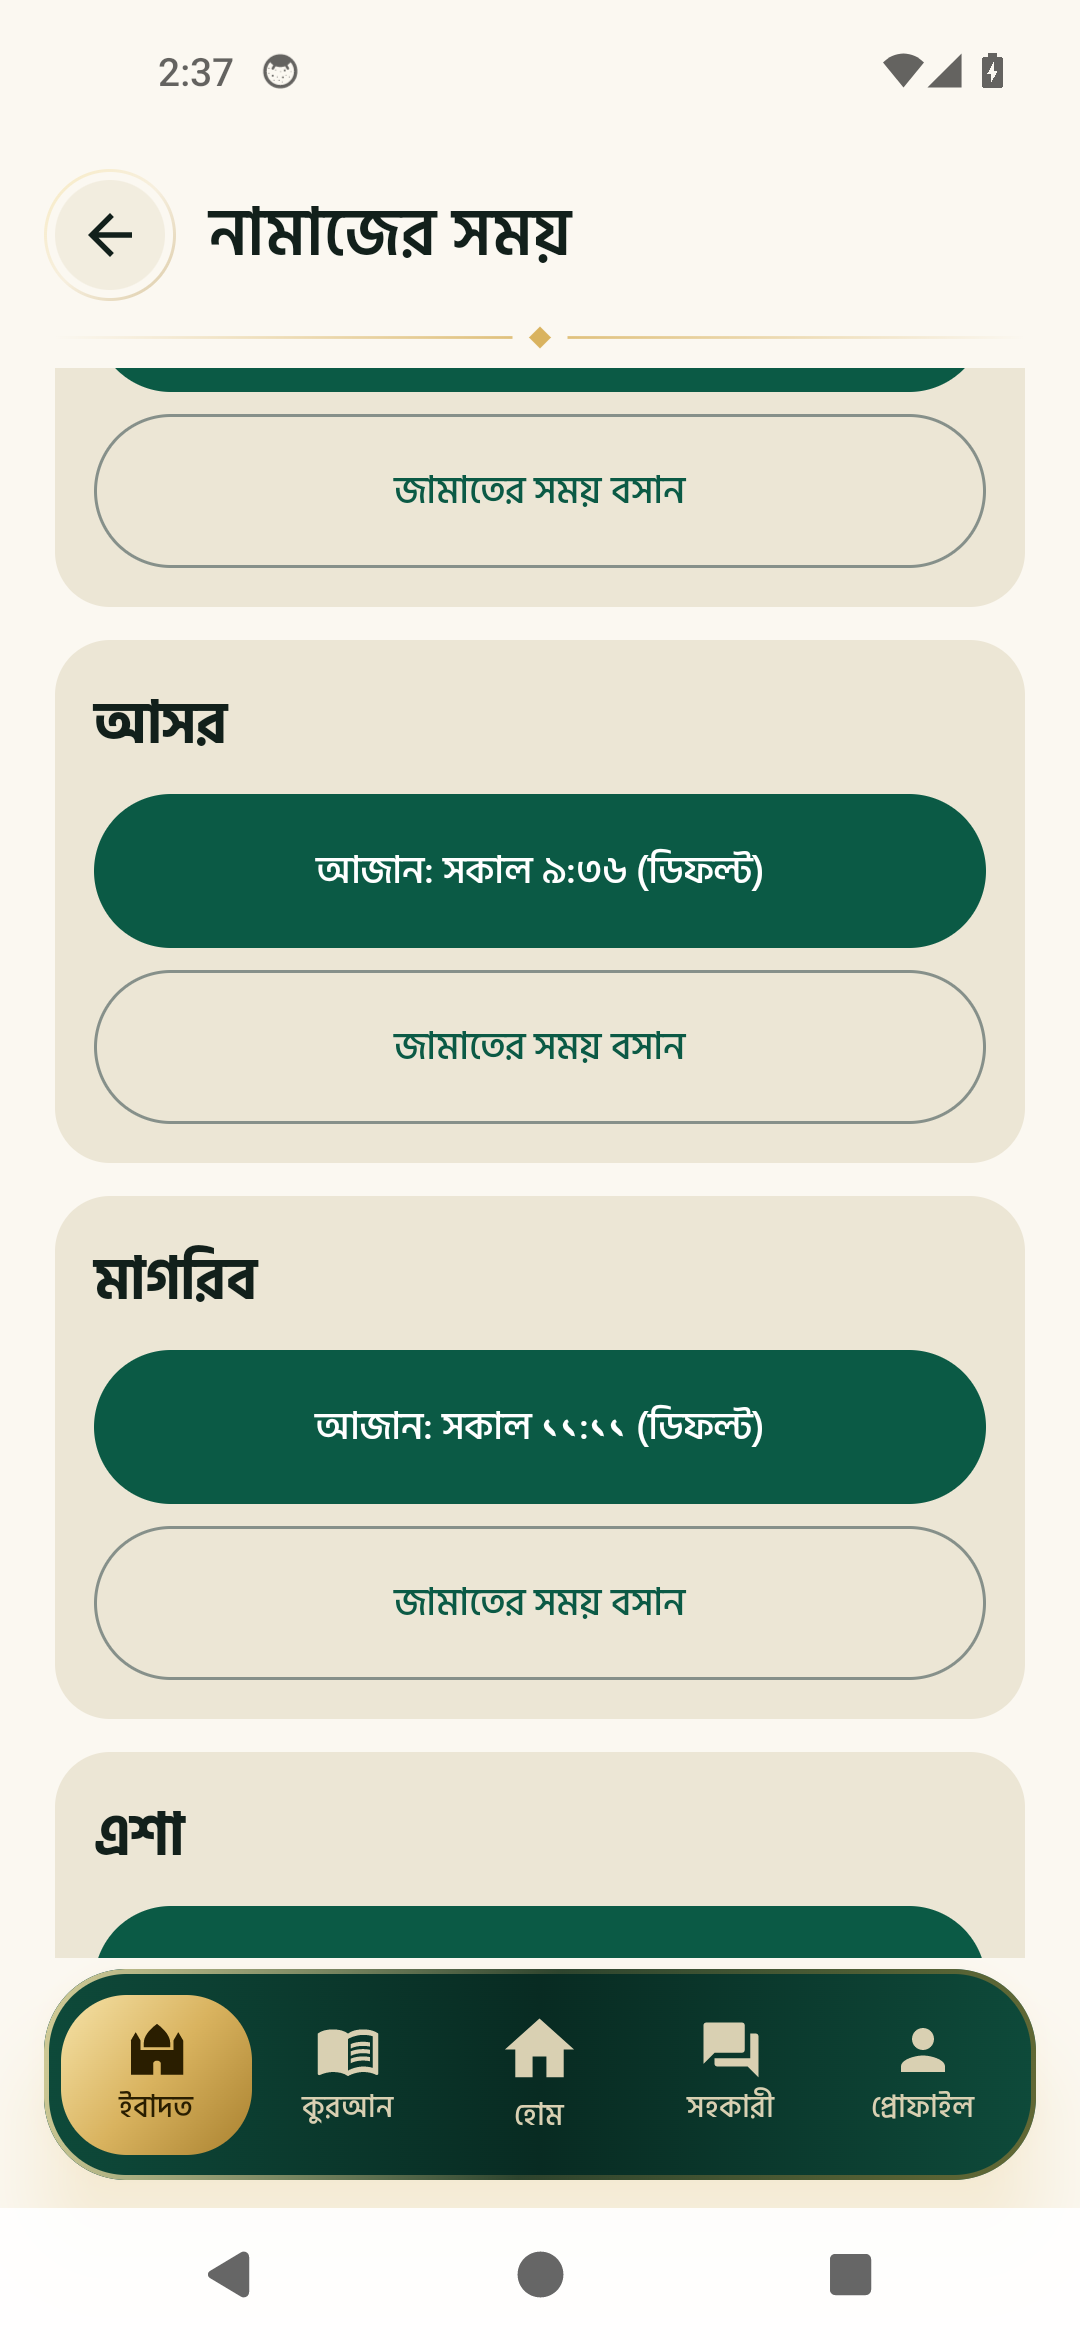 2:37
নামাজের সময়
জামাতের সময় বসান
আসর
আজান: সকাল ৯:৩৬ (ডিফল্ট)
জামাতের সময় বসান
মাগরিব
আজান: সকাল ১১:১১ (ডিফল্ট)
জামাতের সময় বসান
এশা
ইবাদত কুরআন হোম সহকারী প্রোফাইল